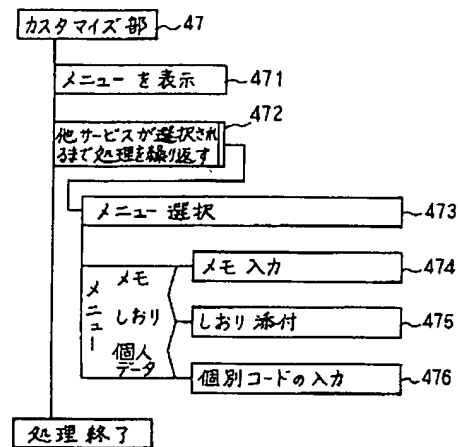 カスタマイズ部 47
メニューを表示 471
472
他サービスが選択され
るまで処理を繰り返す
メニュー選択 473
メモ入力 474
メニュー
メモ
しおり
個人
データ
しおり添付 475
個別コードの入力 476
処理終了